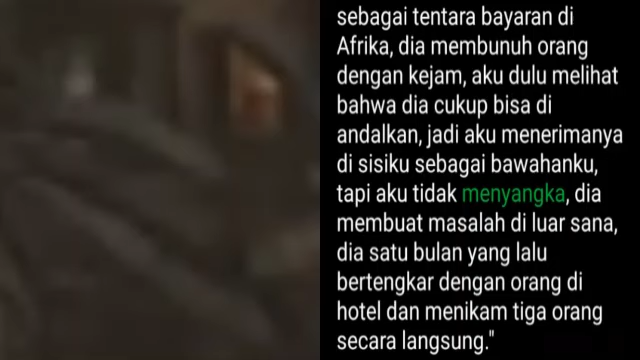 sebagai tentara bayaran di
Afrika, dia membunuh orang
dengan kejam, aku dulu melihat
bahwa dia cukup bisa di
andalkan, jadi aku menerimanya
di sisiku sebagai bawahanku,
tapi aku tidak menyangka, dia
membuat masalah di luar sana,
dia satu bulan yang lalu
bertengkar dengan orang di
hotel dan menikam tiga orang
secara langsung."